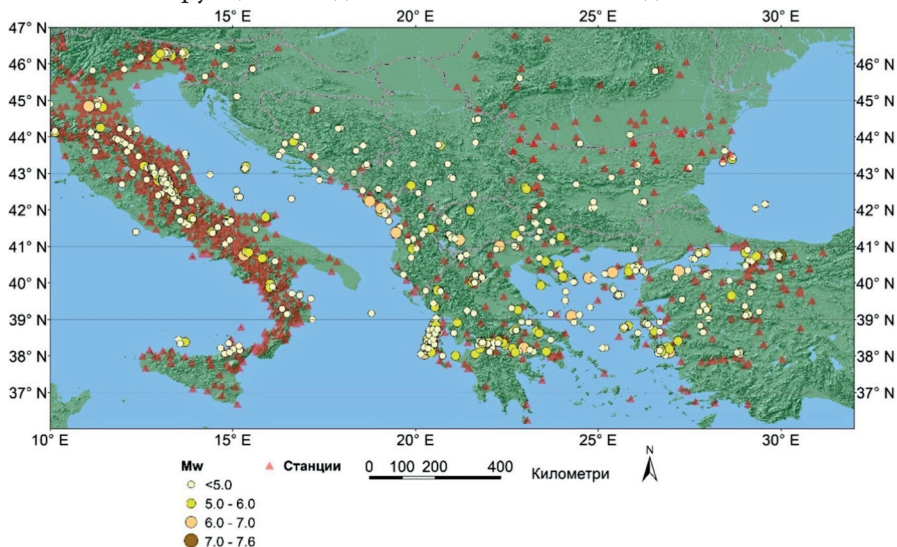 10° E 15° E 20° E 25° E 30° E
47° N 47° N
46° N 46° N
45° N 45° N
44° N 44° N
43° N 43° N
42° N 42° N
41° N 41° N
40° N 40° N
39° N 39° N
38° N 38° N
37° N 37° N
10° E 15° E 20° E 25° E 30° E
Mw Станции 0 100 200 400 Километри N
<5.0
5.0 - 6.0
6.0 - 7.0
7.0 - 7.6